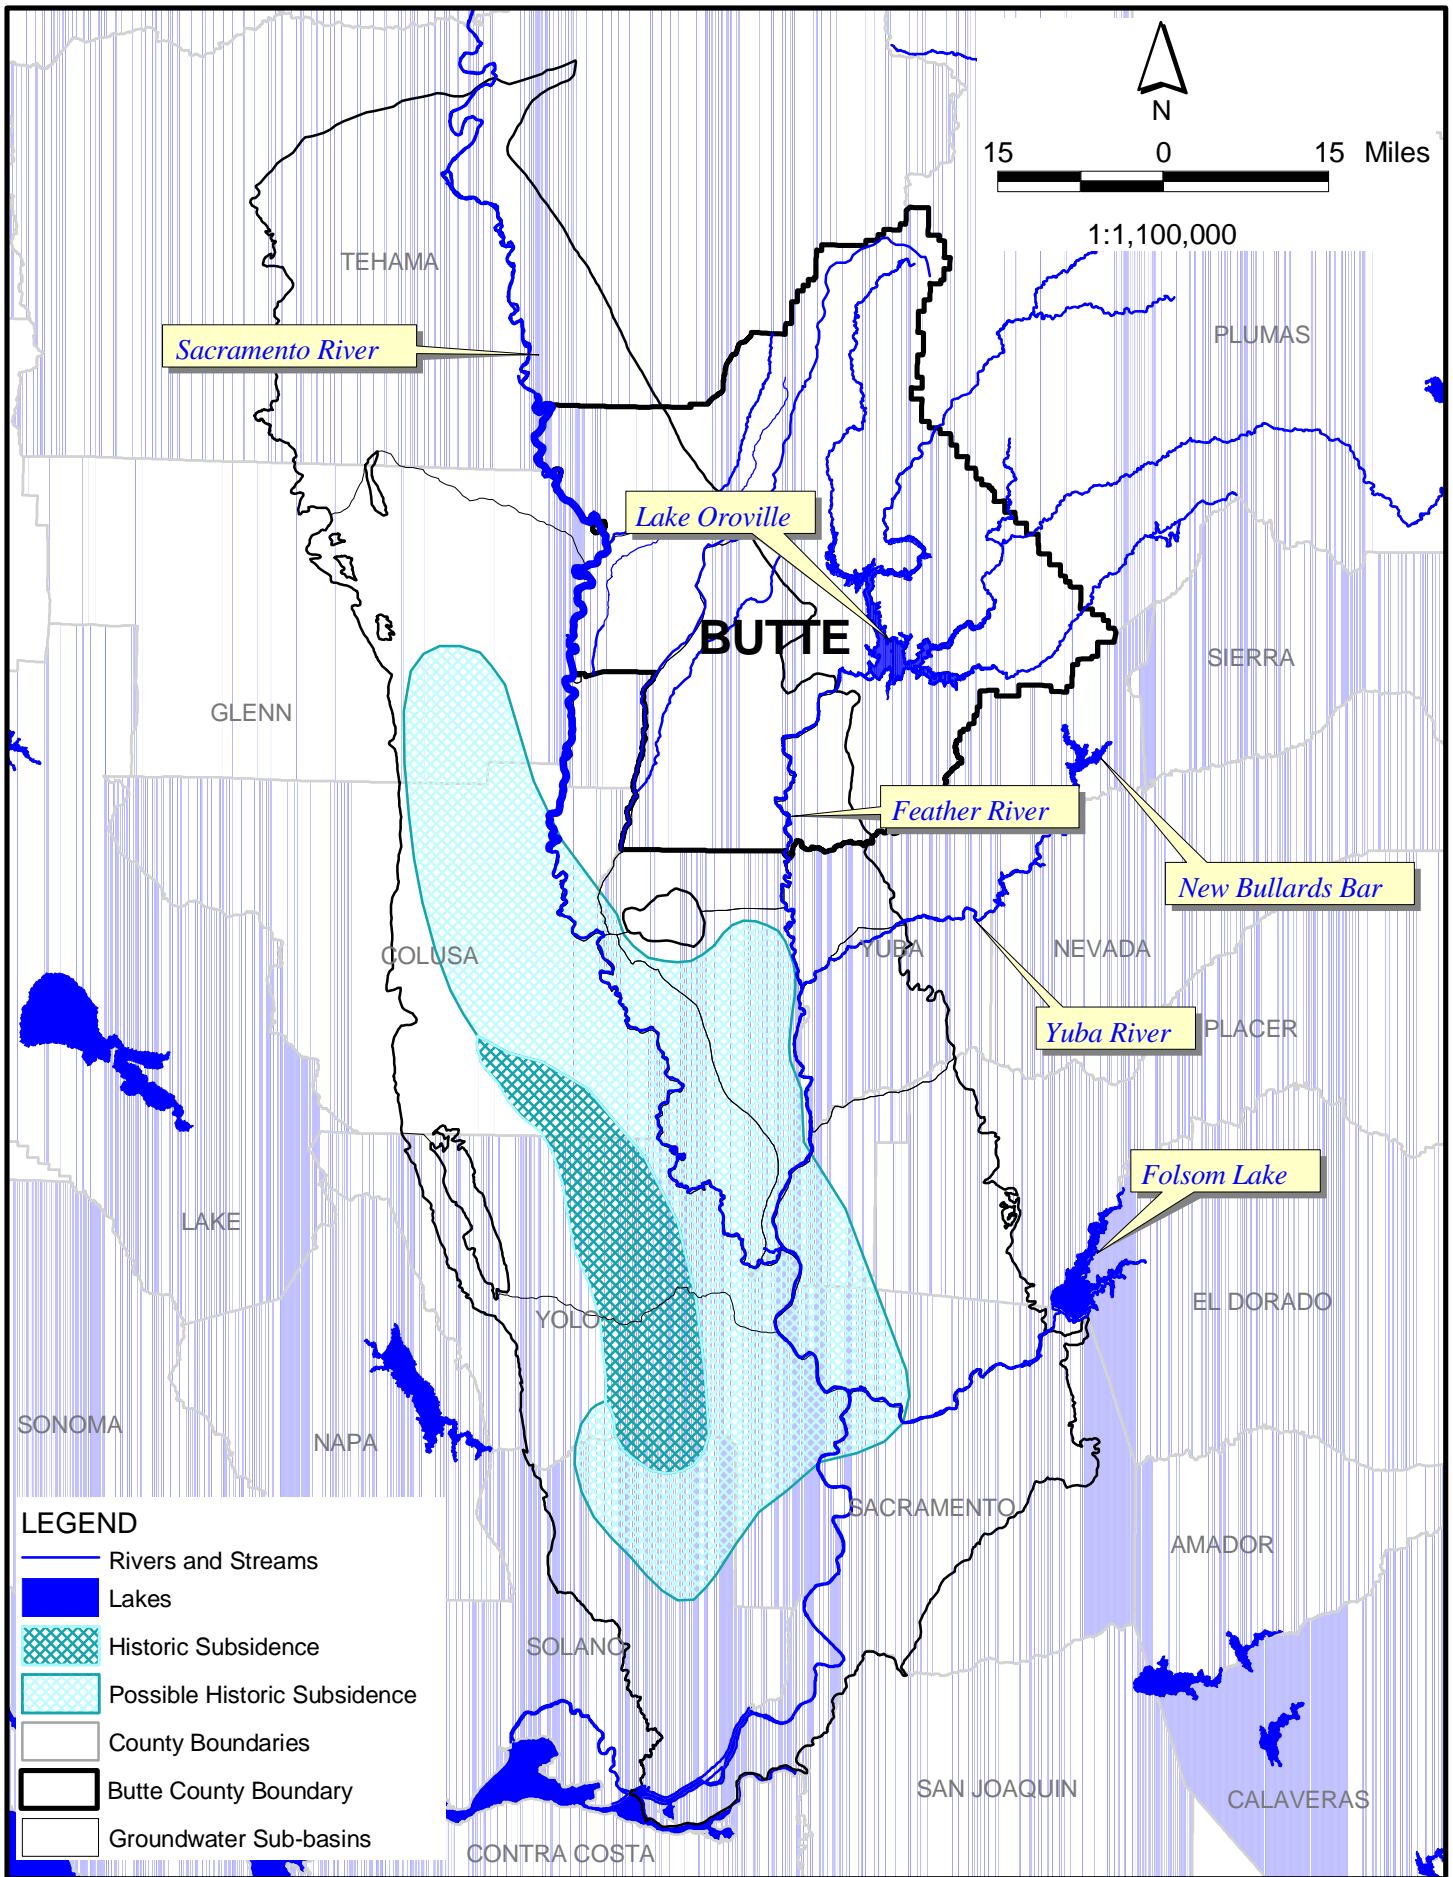 N
15 0 15 Miles
1:1,100,000
TEHAMA
PLUMAS
Sacramento River
Lake Oroville
BUTTE
SIERRA
GLENN
Feather River
New Bullards Bar
COLUSA
YUBA
NEVADA
Yuba River
PLACER
Folsom Lake
LAKE
EL DORADO
YOLO
SONOMA
NAPA
SACRAMENTO
AMADOR
SOLANO
SAN JOAQUIN
CALAVERAS
CONTRA COSTA
LEGEND
Rivers and Streams
Lakes
Historic Subsidence
Possible Historic Subsidence
County Boundaries
Butte County Boundary
Groundwater Sub-basins